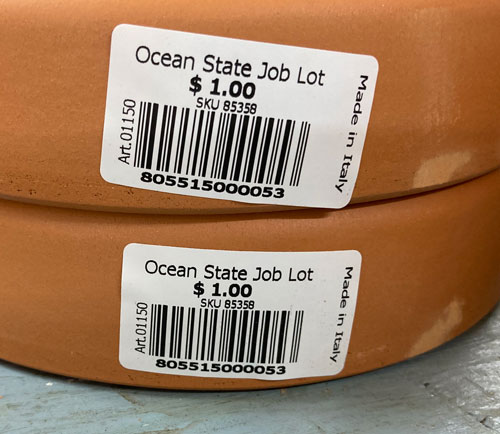 Ocean State Job Lot
$ 1.00
SKU 85358
Art.01150
805515000053
Made in Italy
Ocean State Job Lot
$ 1.00
SKU 85358
Art.01150
805515000053
Made in Italy